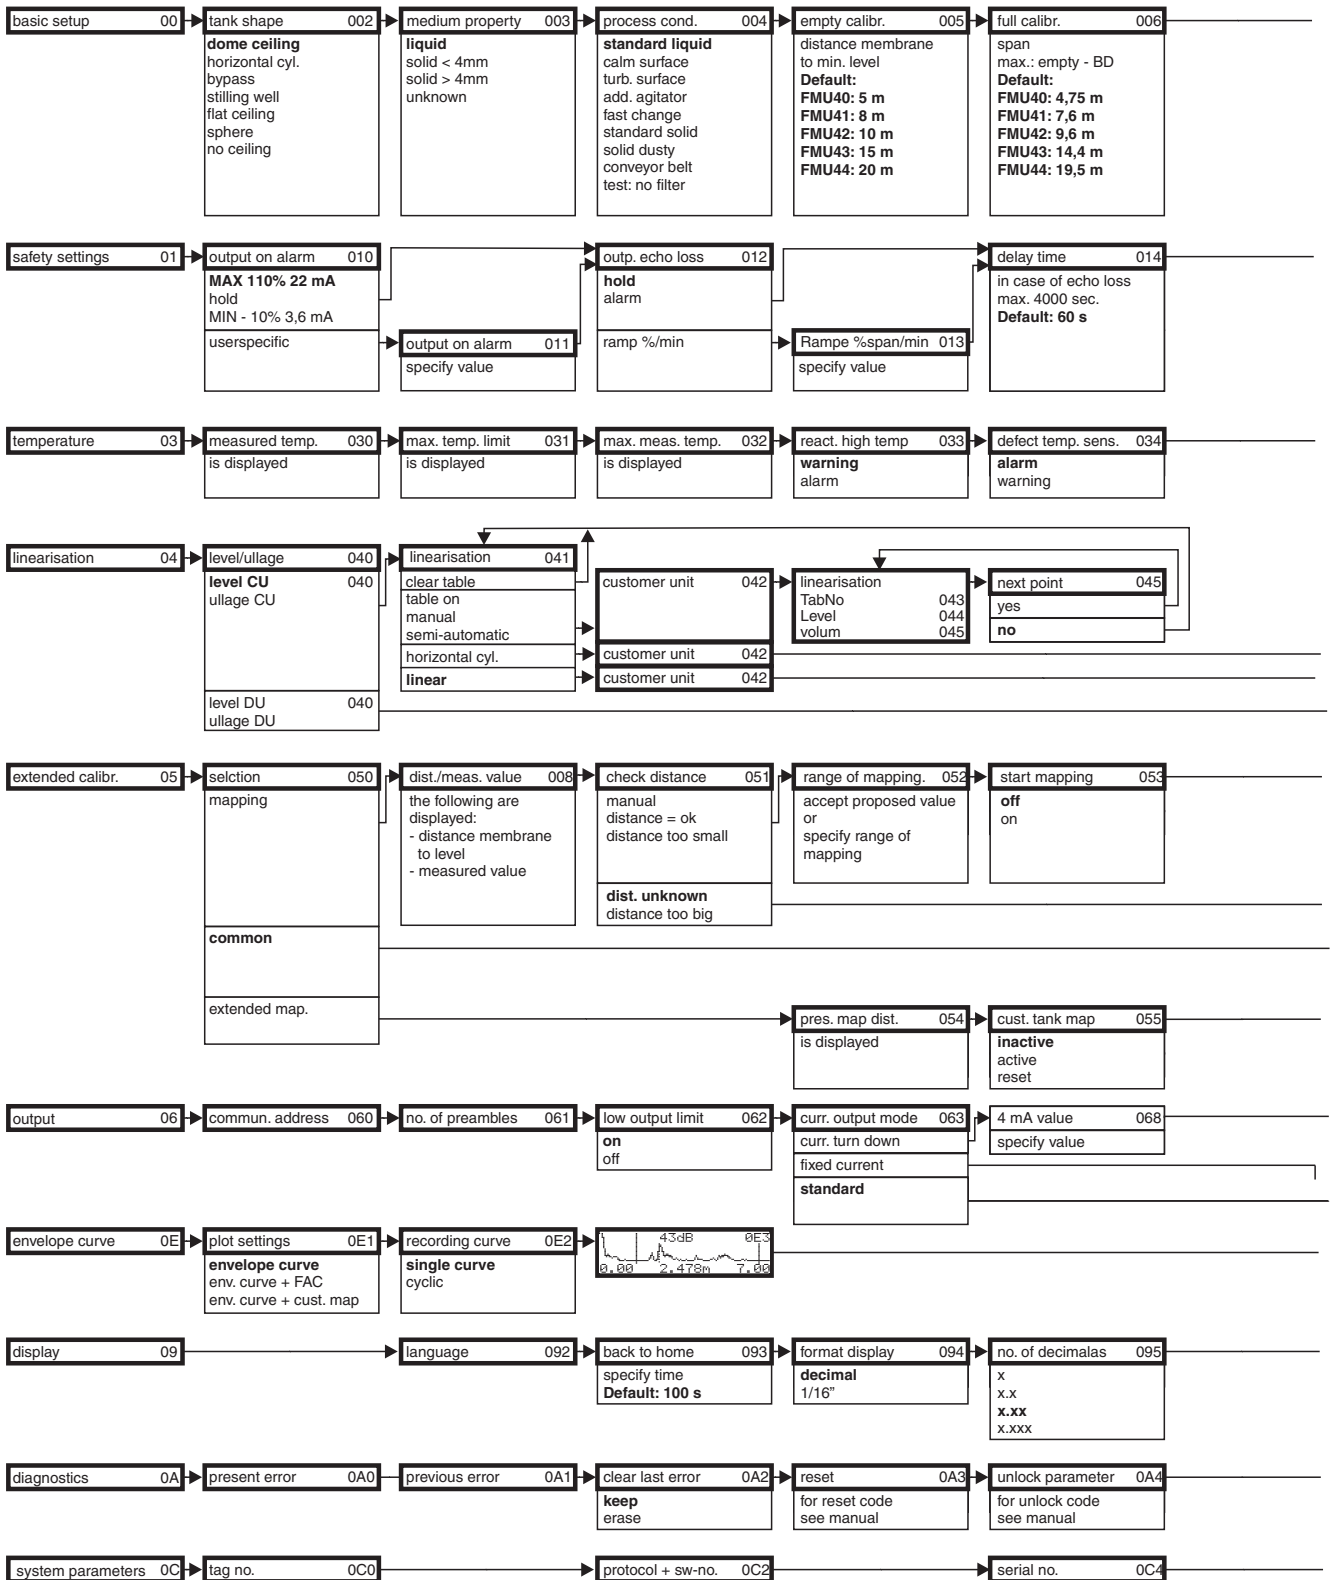 basic setup 00
tank shape 002
dome ceiling
horizontal cyl.
bypass
stilling well
flat ceiling
sphere
no ceiling
medium property 003
liquid
solid < 4mm
solid > 4mm
unknown
process cond. 004
standard liquid
calm surface
turb. surface
add. agitator
fast change
standard solid
solid dusty
conveyor belt
test: no filter
empty calibr. 005
distance membrane
to min. level
Default:
FMU40: 5 m
FMU41: 8 m
FMU42: 10 m
FMU43: 15 m
FMU44: 20 m
full calibr. 006
span
max.: empty - BD
Default:
FMU40: 4,75 m
FMU41: 7,6 m
FMU42: 9,6 m
FMU43: 14,4 m
FMU44: 19,5 m
safety settings 01
output on alarm 010
MAX 110% 22 mA
hold
MIN - 10% 3,6 mA
userspecific
output on alarm 011
specify value
outp. echo loss 012
hold
alarm
ramp %/min
Rampe %span/min 013
specify value
delay time 014
in case of echo loss
max. 4000 sec.
Default: 60 s
temperature 03
measured temp. 030
is displayed
max. temp. limit 031
is displayed
max. meas. temp. 032
is displayed
react. high temp 033
warning
alarm
defect temp. sens. 034
alarm
warning
linearisation 04
level/ullage 040
level CU 040
ullage CU
level DU 040
ullage DU
linearisation 041
clear table
table on
manual
semi-automatic
horizontal cyl.
linear
customer unit 042
customer unit 042
customer unit 042
linearisation
TabNo 043
Level 044
volum 045
next point 045
yes
no
extended calibr. 05
selction 050
mapping
common
extended map.
dist./meas. value 008
the following are
displayed:
- distance membrane
to level
- measured value
check distance 051
manual
distance = ok
distance too small
dist. unknown
distance too big
range of mapping. 052
accept proposed value
or
specify range of
mapping
start mapping 053
off
on
pres. map dist. 054
is displayed
cust. tank map 055
inactive
active
reset
output 06
commun. address 060
no. of preambles 061
low output limit 062
on
off
curr. output mode 063
curr. turn down
fixed current
standard
4 mA value 068
specify value
envelope curve 0E
plot settings 0E1
envelope curve
env. curve + FAC
env. curve + cust. map
recording curve 0E2
single curve
cyclic
43dB 0E3
0.00 2.478m 7.00
display 09
language 092
back to home 093
specify time
Default: 100 s
format display 094
decimal
1/16”
no. of decimalas 095
x
x.x
x.xx
x.xxx
diagnostics 0A
present error 0A0
previous error 0A1
clear last error 0A2
keep
erase
reset 0A3
for reset code
see manual
unlock parameter 0A4
for unlock code
see manual
system parameters 0C
tag no. 0C0
protocol + sw-no. 0C2
serial no. 0C4